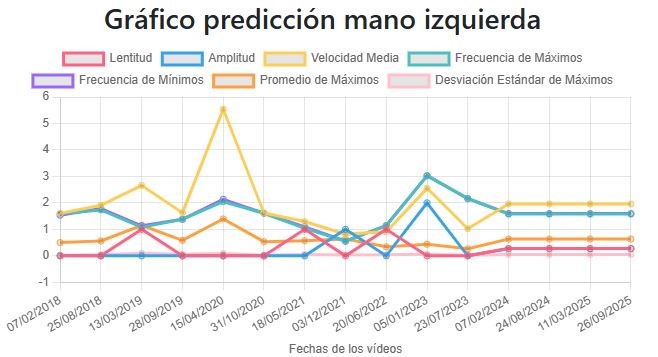 Gráfico predicción mano izquierda
Lentitud Amplitud Velocidad Media Frecuencia de Máximos
Frecuencia de Mínimos Promedio de Máximos Desviación Estándar de Máximos
6
5
4
3
2
1
0
-1
07/02/2018 25/08/2018 13/03/2019 28/09/2019 15/04/2020 31/10/2020 18/05/2021 03/12/2021 20/06/2022 05/01/2023 23/07/2023 07/02/2024 24/08/2024 11/03/2025 26/09/2025
Fechas de los vídeos